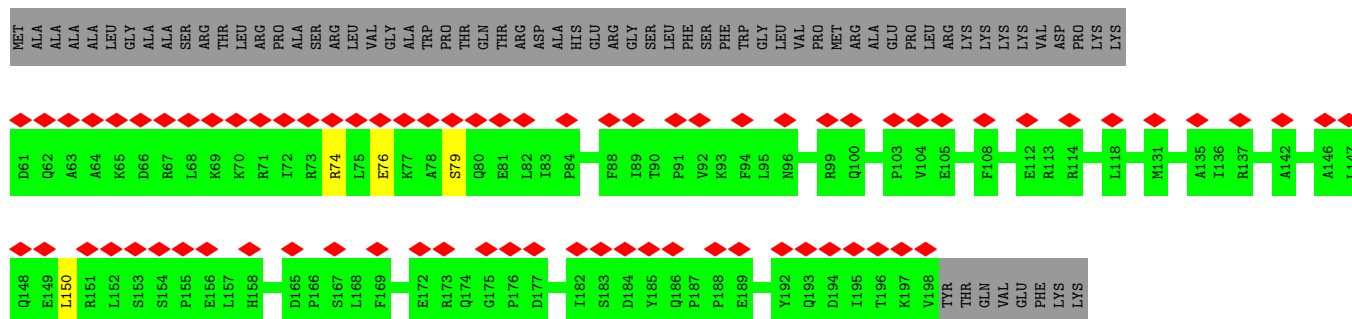 MET ALA ALA ALA ALA LEU GLY ALA ALA SER ARG THR LEU ARG PRO ALA SER ARG LEU VAL GLY ALA TRP PRO THR GLN THR ARG ASP ALA HIS GLU ARG GLY SER LEU PHE SER PHE TRP GLY LEU VAL PRO MET ARG ALA GLU PRO LEU ARG LYS LYS LYS LYS VAL ASP PRO LYS LYS
D61 Q62 A63 A64 K65 D66 R67 L68 K69 K70 R71 I72 R73 R74 L75 E76 K77 A78 S79 Q80 E81 L82 I83 P84 F88 I89 T90 P91 V92 K93 F94 L95 N96 R99 Q100 P103 V104 E105 F108 E112 R113 R114 L118 M131 A135 I136 R137 A142 A146 L147
Q148 E149 L150 R151 L152 S153 S154 P155 E156 L157 H158 D165 P166 S167 L168 F169 E172 R173 Q174 G175 P176 D177 I182 S183 D184 Y185 Q186 P187 P188 E189 Y192 Q193 D194 I195 T196 K197 V198 TYR THR GLN VAL GLU PHE LYS LYS